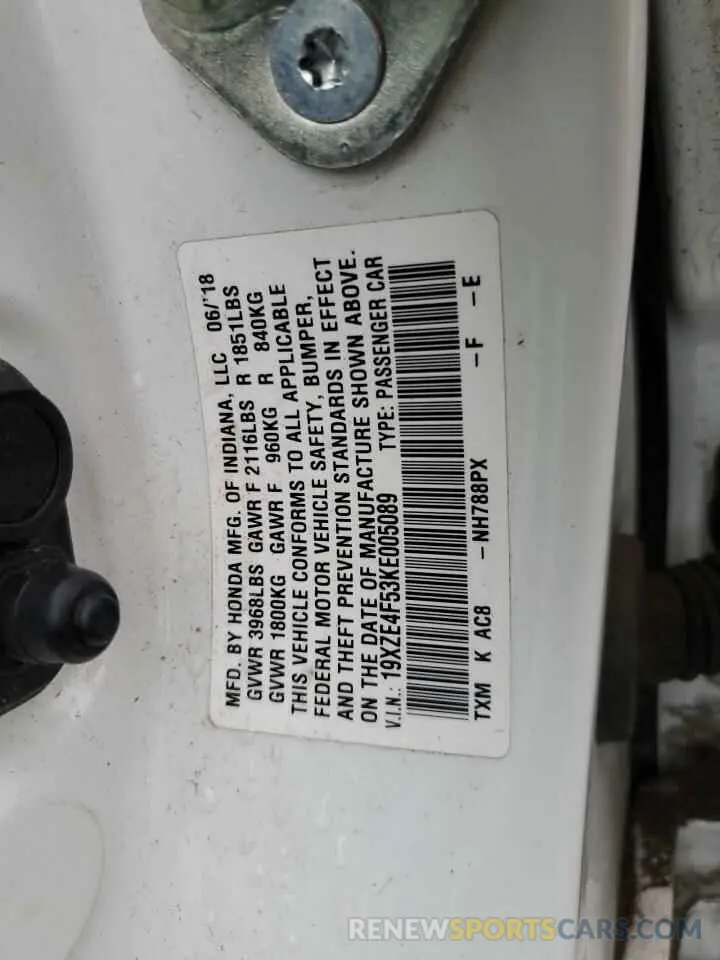 MFD. BY HONDA MFG. OF INDIANA, LLC 06/'18
GVWR 3968LBS GAWR F 2116LBS R 1851LBS
GVWR 1800KG GAWR F 960KG R 840KG
THIS VEHICLE CONFORMS TO ALL APPLICABLE
FEDERAL MOTOR VEHICLE SAFETY, BUMPER,
AND THEFT PREVENTION STANDARDS IN EFFECT
ON THE DATE OF MANUFACTURE SHOWN ABOVE.
V.I.N.: 19XZE4F53KE005089 TYPE: PASSENGER CAR
TXM K AC8 -NH788PX -F -E
RENEWSPORTSCARS.COM